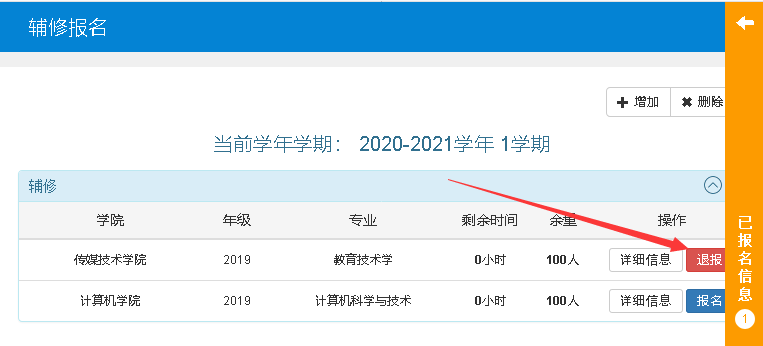 辅修报名
增加 删除
当前学年学期： 2020-2021学年 1学期
辅修
学院 年级 专业 剩余时间 余重 操作
传媒技术学院 2019 教育技术学 0小时 100人 详细信息 退报
计算机学院 2019 计算机科学与技术 0小时 100人 详细信息 报名
已报名信息
1